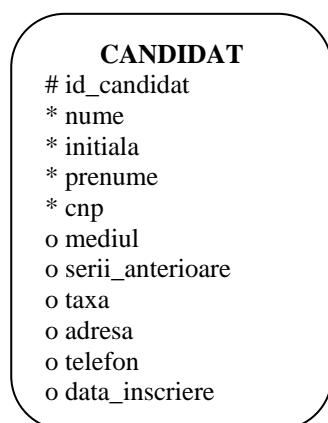 CANDIDAT
# id_candidat
* nume
* initiala
* prenume
* cnp
o mediul
o serii_anterioare
o taxa
o adresa
o telefon
o data_inscriere